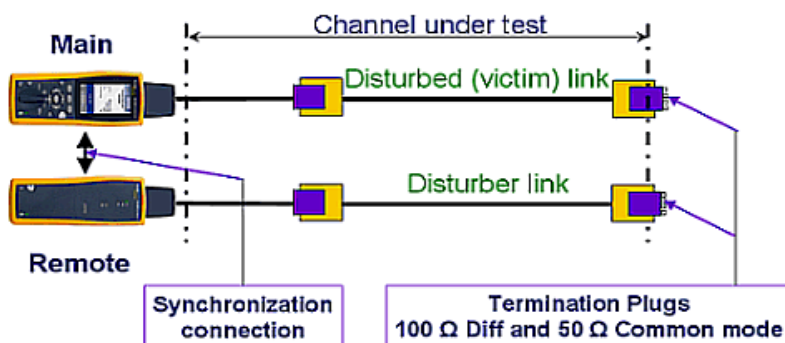 Channel under test
Main
Disturbed (victim) link
Disturber link
Remote
Synchronization
connection
Termination Plugs
100 Ω Diff and 50 Ω Common mode